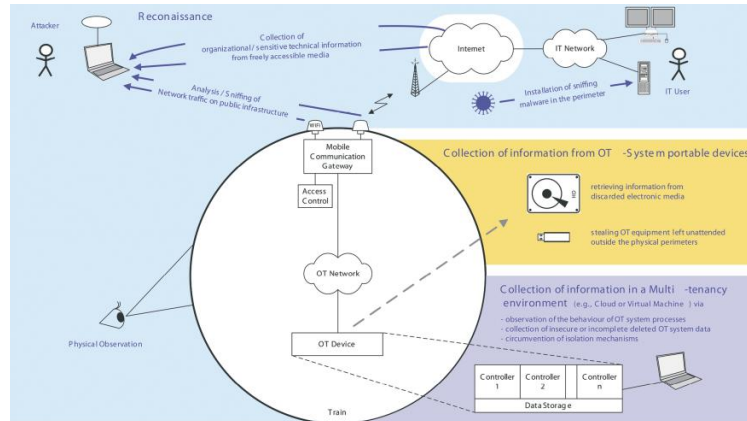 Reconaissance
Attacker
Collection of
organizational / sensitive technical information
from freely accessible media
Analysis / Sniffing of
Network traffic on public infrastructure
Internet
IT Network
Installation of sniffing
malware in the perimeter
IT User
WiFi
Mobile
Communication
Gateway
Access
Control
OT Network
OT Device
Train
Physical Observation
Collection of information from OT -System portable devices
HDD
retrieving information from
discarded electronic media
stealing OT equipment left unattended
outside the physical perimeters
Collection of information in a Multi -tenancy
environment (e.g., Cloud or Virtual Machine ) via
- observation of the behaviour of OT system processes
- collection of insecure or incomplete deleted OT system data
- circumvention of isolation mechanisms
Controller
1
Controller
2
Controller
n
Data Storage